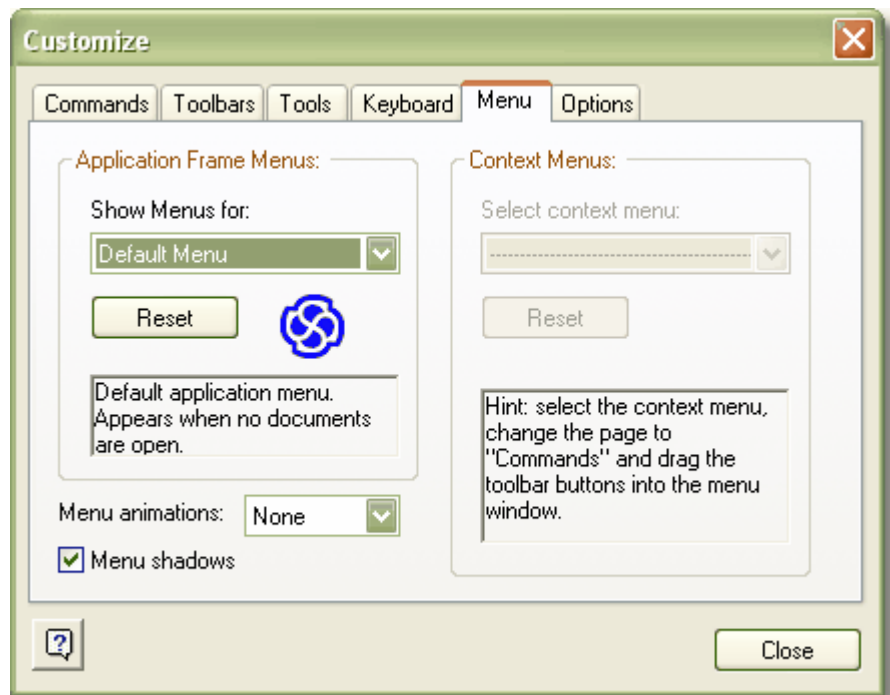 Customize
Commands Toolbars Tools Keyboard Menu Options
Application Frame Menus:
Show Menus for:
Default Menu
Reset
Default application menu.
Appears when no documents
are open.
Menu animations: None
Menu shadows
Context Menus:
Select context menu:
Reset
Hint: select the context menu,
change the page to
"Commands" and drag the
toolbar buttons into the menu
window.
?
Close